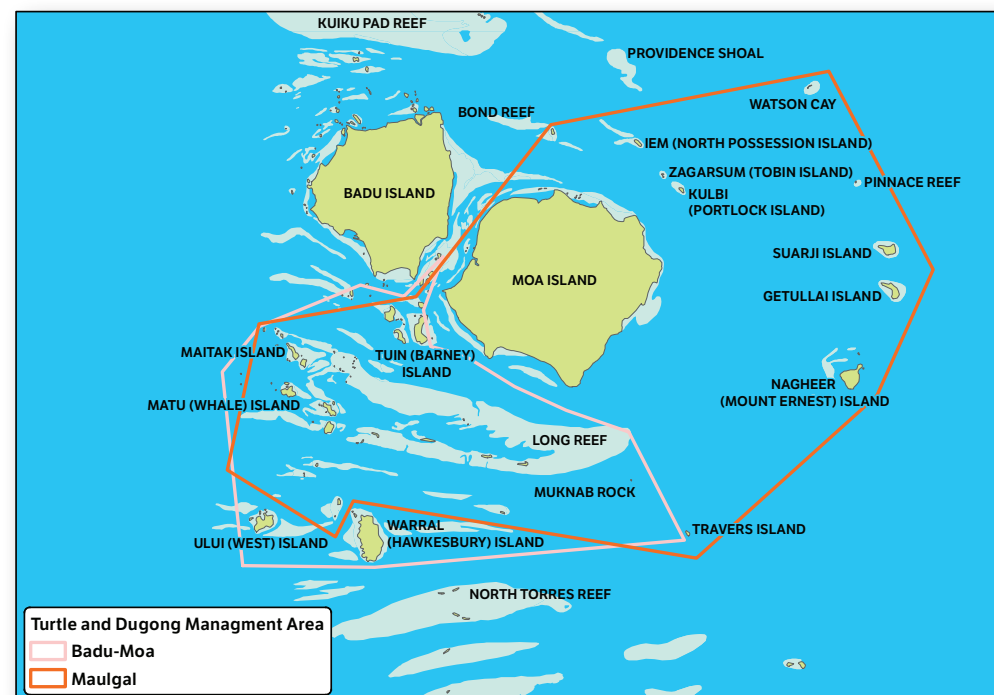 KUIKU PAD REEF
PROVIDENCE SHOAL
WATSON CAY
BOND REEF
IEM (NORTH POSSESSION ISLAND)
ZAGARSUM (TOBIN ISLAND)
PINNACE REEF
BADU ISLAND
KULBI
(PORTLOCK ISLAND)
SUARJI ISLAND
MOA ISLAND
GETULLAI ISLAND
MAITAK ISLAND
TUIN (BARNEY)
ISLAND
NAGHEER
(MOUNT ERNEST) ISLAND
MATU (WHALE) ISLAND
LONG REEF
MUKNAB ROCK
WARRAL
(HAWKESBURY) ISLAND
TRAVERS ISLAND
ULUI (WEST) ISLAND
NORTH TORRES REEF
Turtle and Dugong Managment Area
Badu-Moa
Maulgal